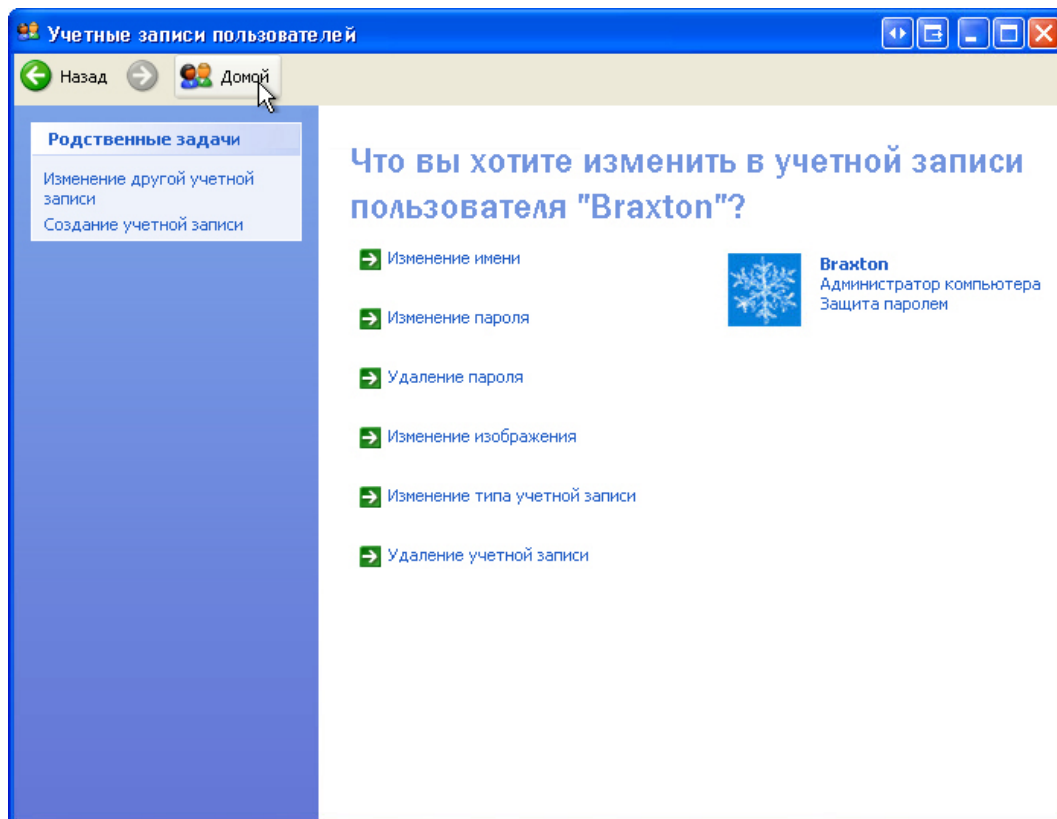 Учетные записи пользователей
Назад
Домой
Родственные задачи
Изменение другой учетной
записи
Создание учетной записи
Что вы хотите изменить в учетной записи
пользователя "Braxton"?
Изменение имени
Изменение пароля
Удаление пароля
Изменение изображения
Изменение типа учетной записи
Удаление учетной записи
Braxton
Администратор компьютера
Защита паролем